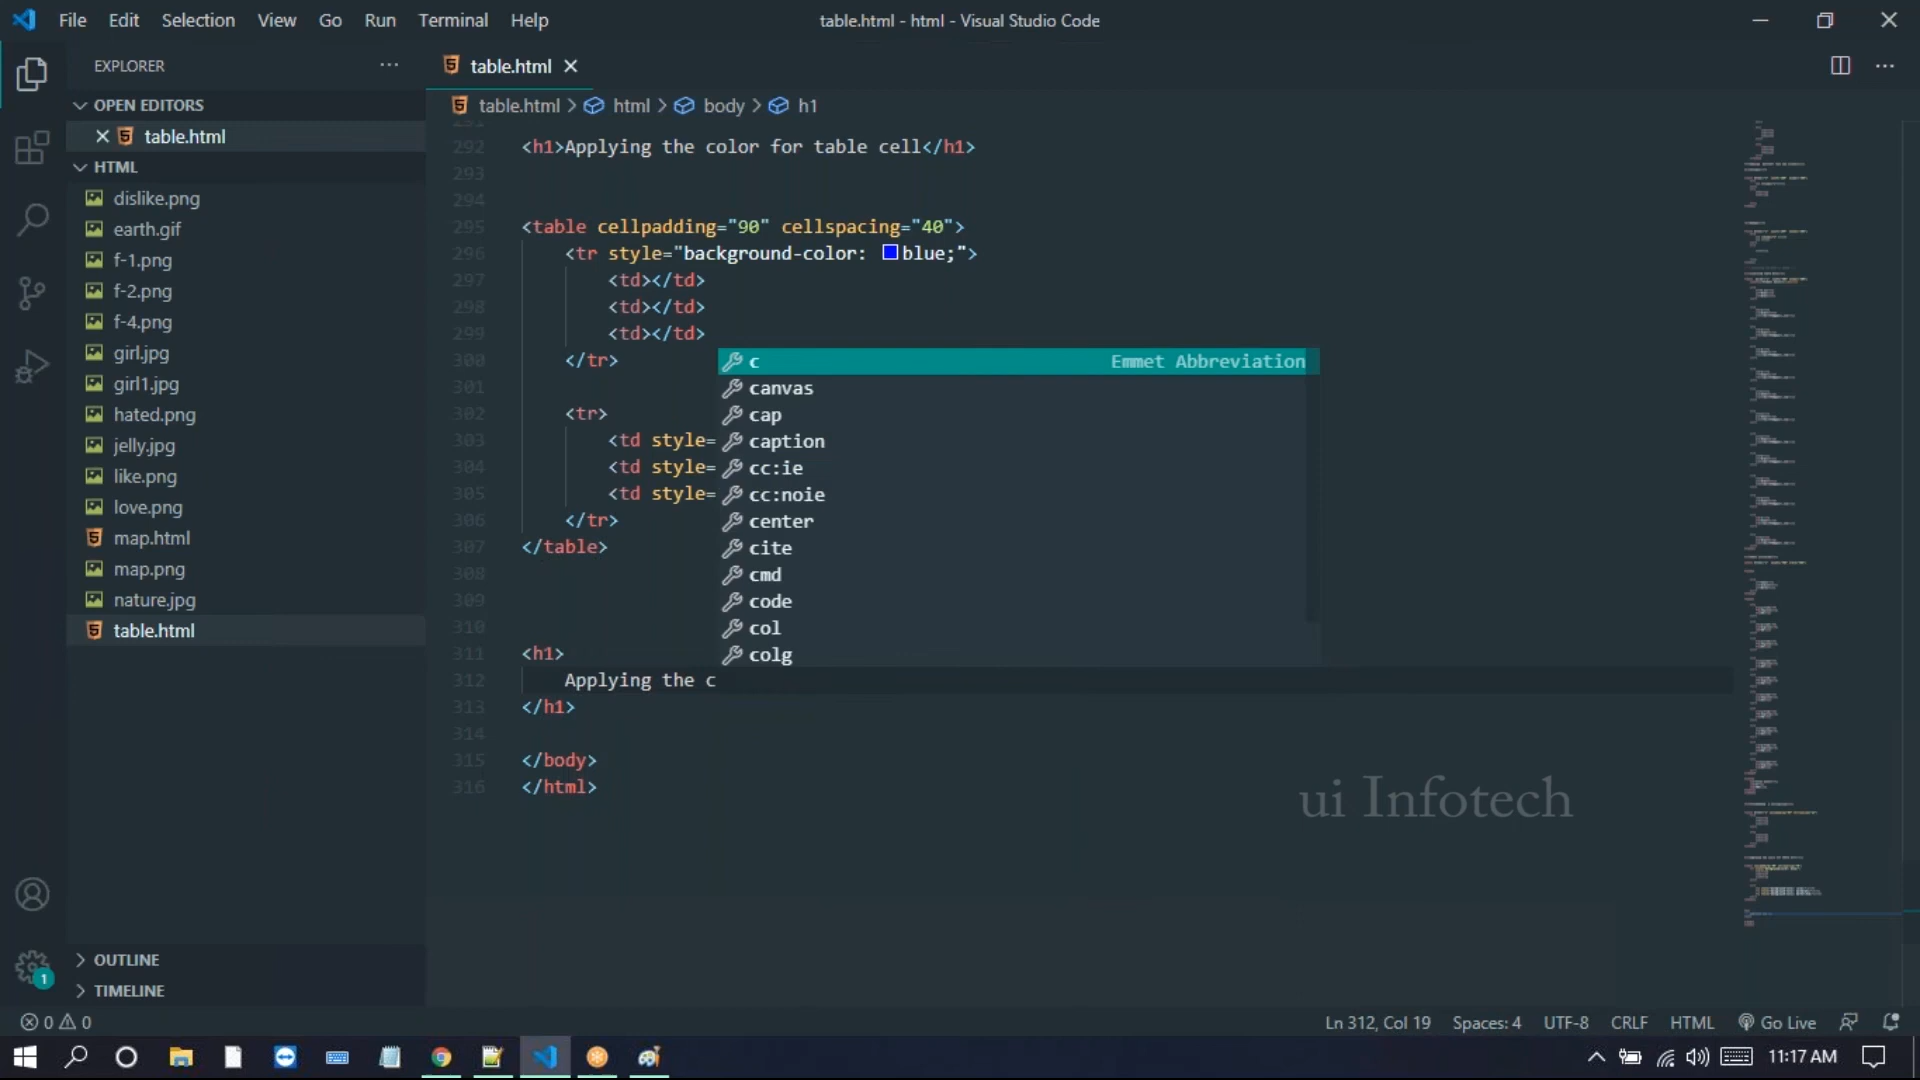 File Edit Selection View Go Run Terminal Help
table.html - html - Visual Studio Code
EXPLORER
OPEN EDITORS
table.html
HTML
dislike.png
earth.gif
f-1.png
f-2.png
f-4.png
girl.jpg
girl1.jpg
hated.png
jelly.jpg
like.png
love.png
map.html
map.png
nature.jpg
table.html
OUTLINE
TIMELINE
table.html
table.html > html > body > h1
292 <h1>Applying the color for table cell</h1>
293
294
295 <table cellpadding="90" cellspacing="40">
296 <tr style="background-color: blue;">
297 <td></td>
298 <td></td>
299 <td></td>
300 </tr>
301
302 <tr>
303 <td style=
304 <td style=
305 <td style=
306 </tr>
307 </table>
308
309
310
311 <h1>
312 Applying the c
313 </h1>
314
315 </body>
316 </html>
c Emmet Abbreviation
canvas
cap
caption
cc:ie
cc:noie
center
cite
cmd
code
col
colg
ui Infotech
1
0 0
Ln 312, Col 19 Spaces: 4 UTF-8 CRLF HTML Go Live
11:17 AM